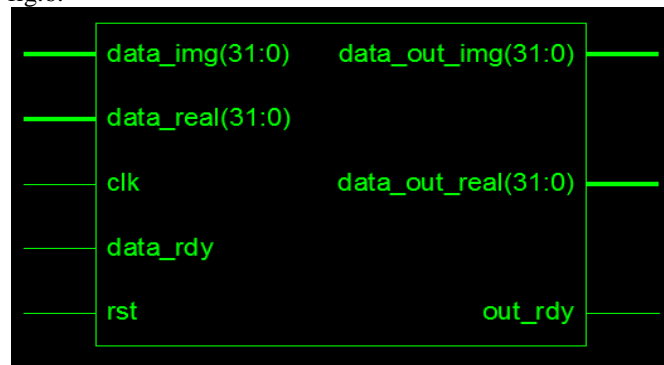 data_img(31:0) data_out_img(31:0)
data_real(31:0)
clk data_out_real(31:0)
data_rdy
rst out_rdy